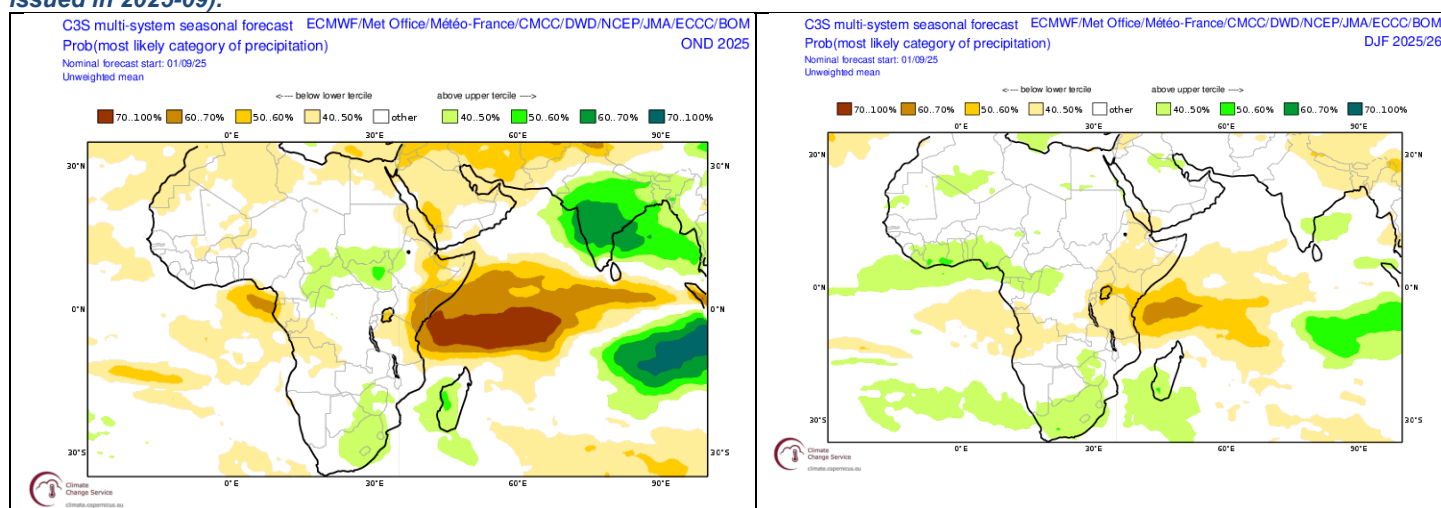 issued in 2025-09).
C3S multi-system seasonal forecast ECMWF/Met Office/Météo-France/CMCC/DWD/NCEP/JMA/ECCC/BOM
Prob(most likely category of precipitation) OND 2025
Nominal forecast start: 01/09/25
Unweighted mean
<---- below lower tercile above upper tercile ---->
70..100% 60..70% 50..60% 40..50% other 40..50% 50..60% 60..70% 70..100%
0°E 30°E 60°E 90°E
30°N 30°N
0°N 0°N
30°S 30°S
0°E 30°E 60°E 90°E
Climate
Change Service
climate.copernicus.eu
C3S multi-system seasonal forecast ECMWF/Met Office/Météo-France/CMCC/DWD/NCEP/JMA/ECCC/BOM
Prob(most likely category of precipitation) DJF 2025/26
Nominal forecast start: 01/09/25
Unweighted mean
<---- below lower tercile above upper tercile ---->
70..100% 60..70% 50..60% 40..50% other 40..50% 50..60% 60..70% 70..100%
0°E 30°E 60°E 90°E
30°N 30°N
0°N 0°N
30°S 30°S
0°E 30°E 60°E 90°E
Climate
Change Service
climate.copernicus.eu